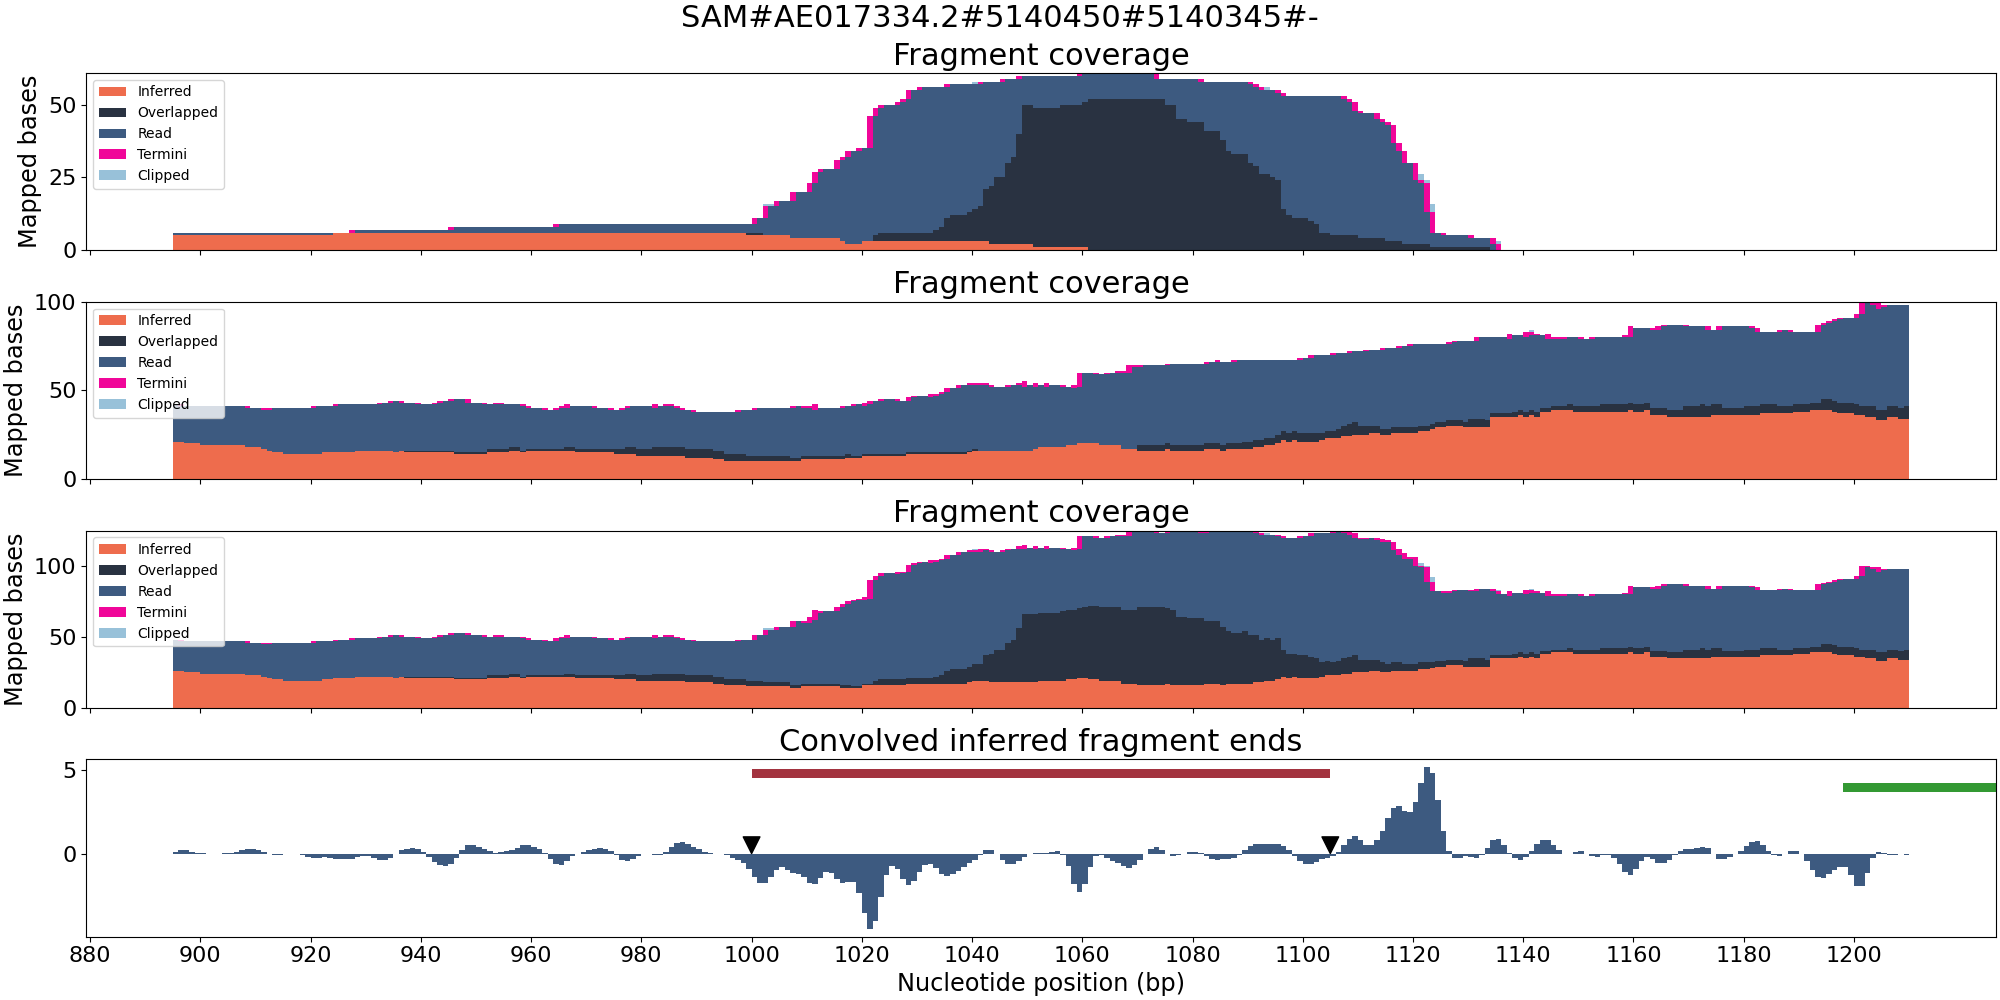 SAM#AE017334.2#5140450#5140345#-
Fragment coverage
Mapped bases
50
25
0
Inferred
Overlapped
Read
Termini
Clipped
Fragment coverage
Mapped bases
100
50
0
Inferred
Overlapped
Read
Termini
Clipped
Fragment coverage
Mapped bases
100
50
0
Inferred
Overlapped
Read
Termini
Clipped
Convolved inferred fragment ends
5
0
880 900 920 940 960 980 1000 1020 1040 1060 1080 1100 1120 1140 1160 1180 1200
Nucleotide position (bp)